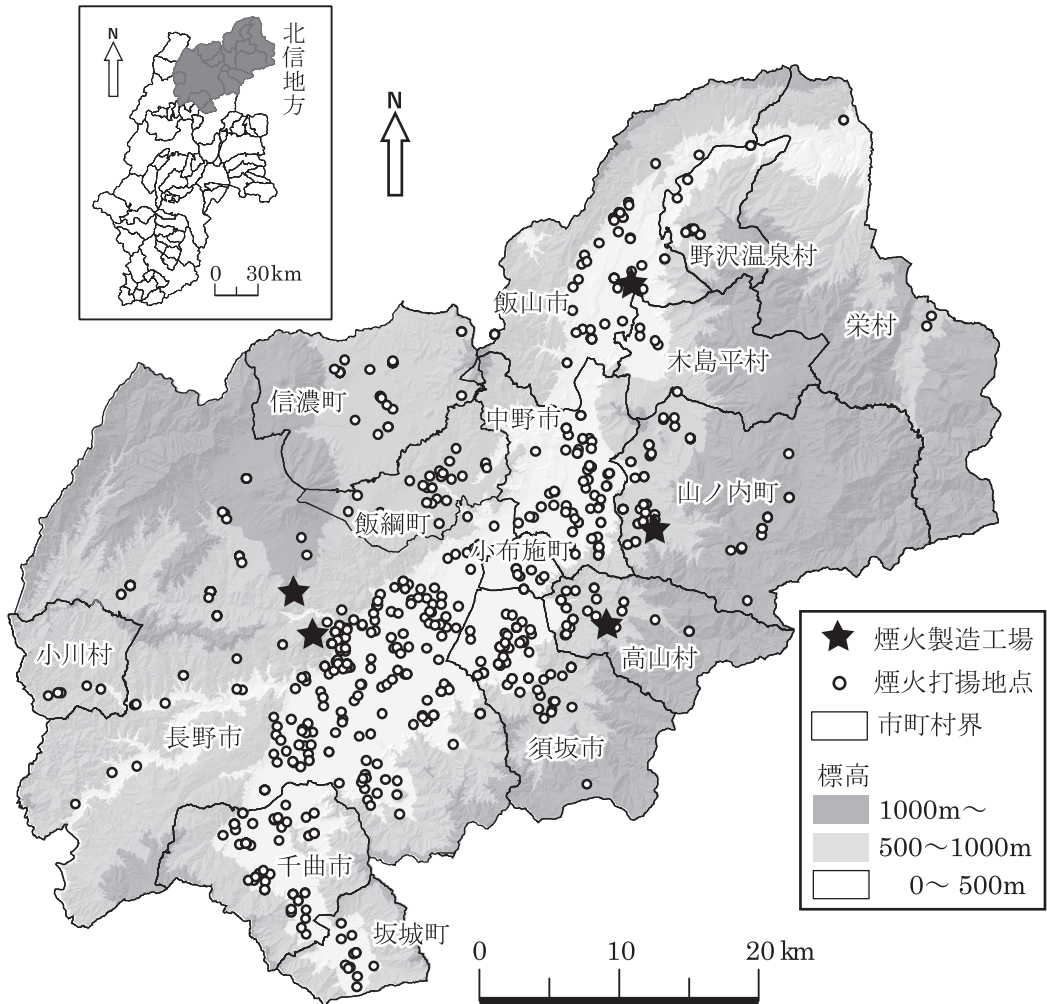 N
北信地方
0 30km
N
野沢温泉村
飯山市
栄村
木島平村
信濃町
中野市
山ノ内町
飯綱町
小布施町
小川村
高山村
長野市
須坂市
千曲市
坂城町
煙火製造工場
煙火打揚地点
市町村界
標高
1000m〜
500〜1000m
0〜 500m
0 10 20 km